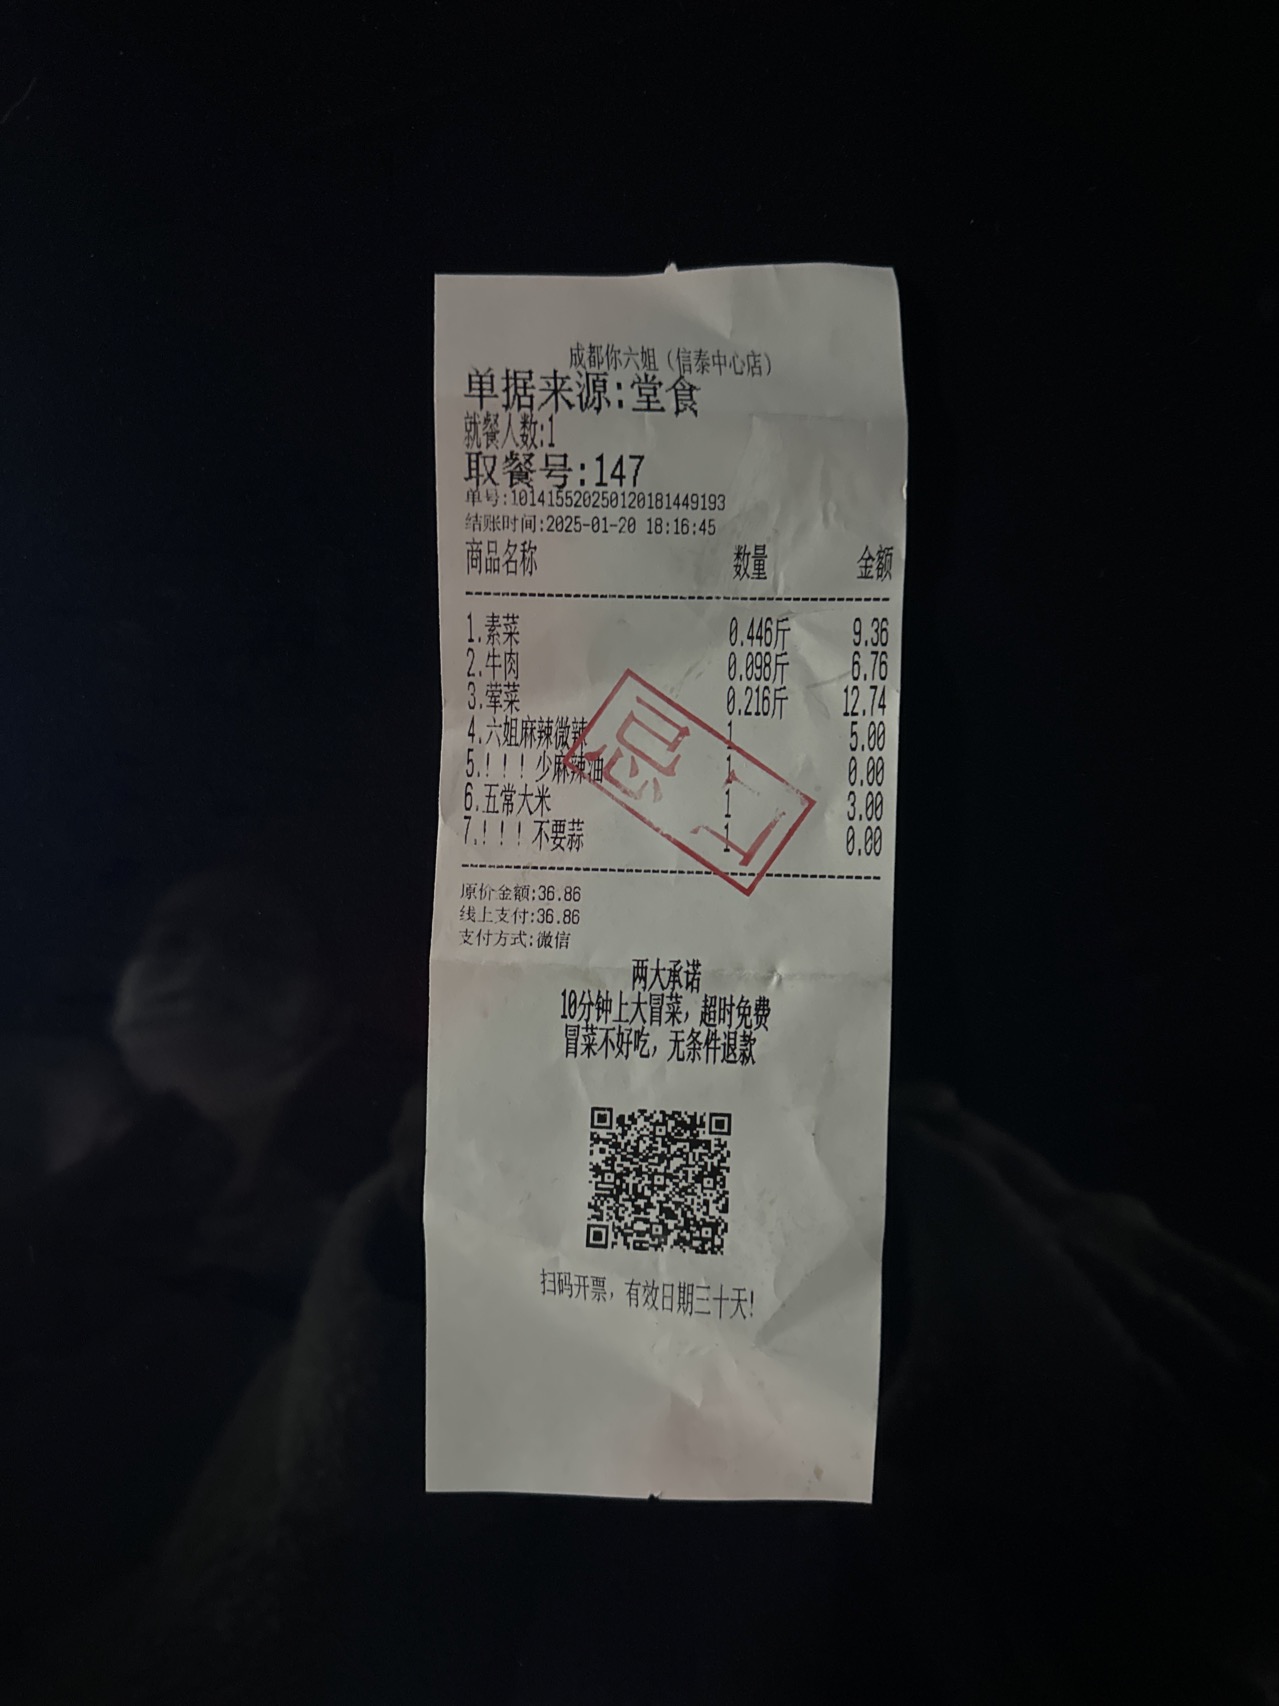 成都你六姐（信泰中心店）
单据来源:堂食
就餐人数:1
取餐号:147
单号:101415520250120181449193
结账时间:2025-01-20 18:16:45
商品名称 数量 金额
1.素菜 0.446斤 9.36
2.牛肉 0.098斤 6.76
3.荤菜 0.216斤 12.74
4.六姐麻辣微辣 1 5.00
5.!!!少麻辣油 1 0.00
6.五常大米 1 3.00
7.!!!不要蒜 1 0.00
忌口
原价金额:36.86
线上支付:36.86
支付方式:微信
两大承诺
10分钟上大冒菜，超时免费
冒菜不好吃，无条件退款
扫码开票，有效日期三十天!